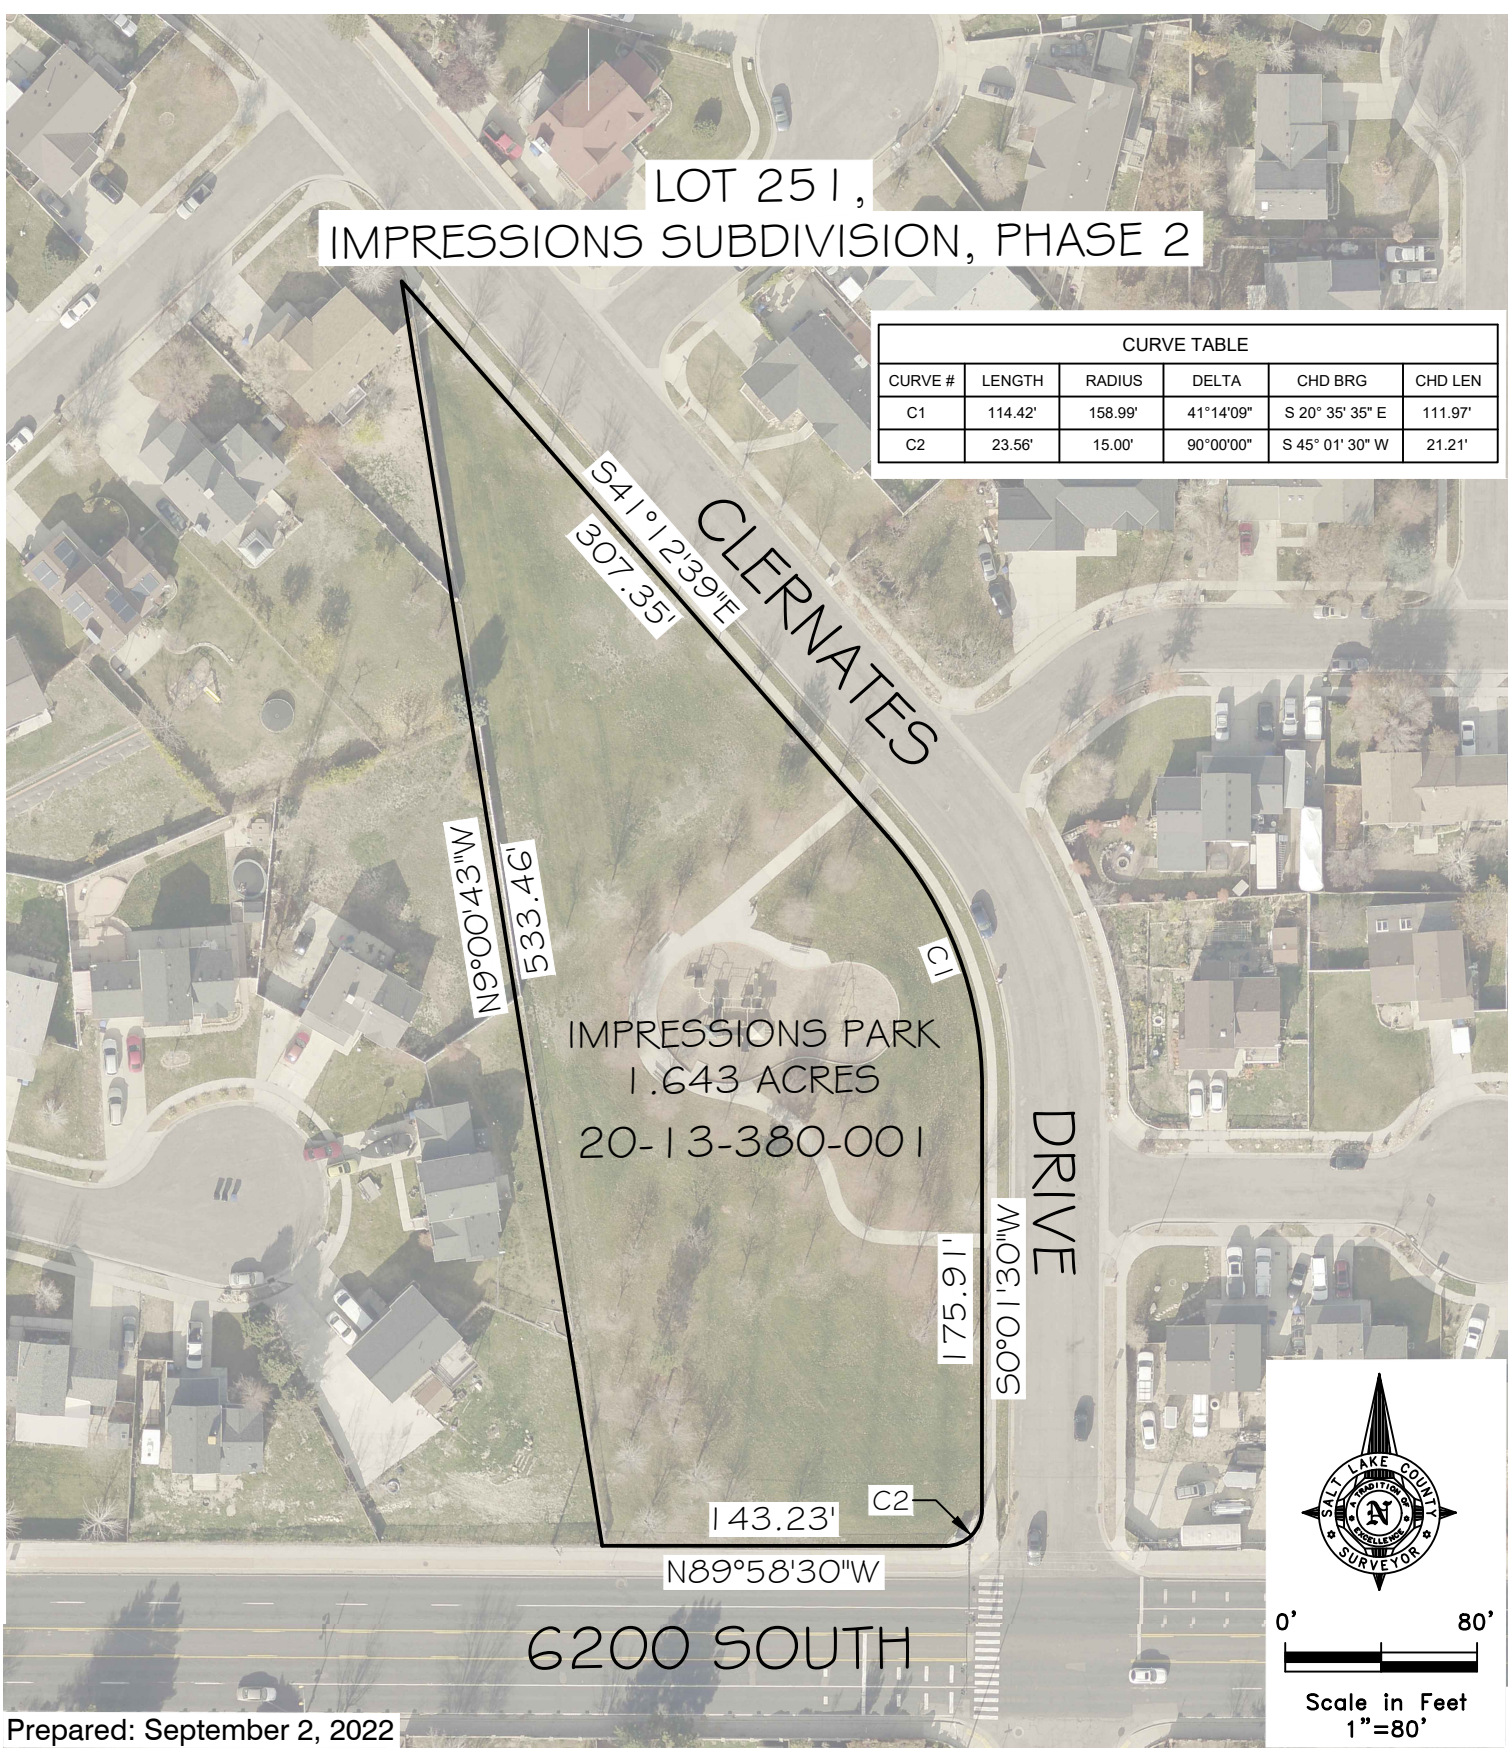 LOT 251,
IMPRESSIONS SUBDIVISION, PHASE 2
CURVE TABLE
CURVE # LENGTH RADIUS DELTA CHD BRG CHD LEN
C1 114.42' 158.99' 41°14'09" S 20° 35' 35" E 111.97'
C2 23.56' 15.00' 90°00'00" S 45° 01' 30" W 21.21'
S41°12'39"E
307.35'
CLERNATES
N9°00'43"W
533.46'
C1
IMPRESSIONS PARK
1.643 ACRES
20-13-380-001
DRIVE
175.91'
S0°01'30"W
C2
143.23'
N89°58'30"W
6200 SOUTH
SALT LAKE COUNTY
A TRADITION OF
N
EXCELLENCE
SURVEYOR
0' 80'
Scale in Feet
1"=80'
Prepared: September 2, 2022